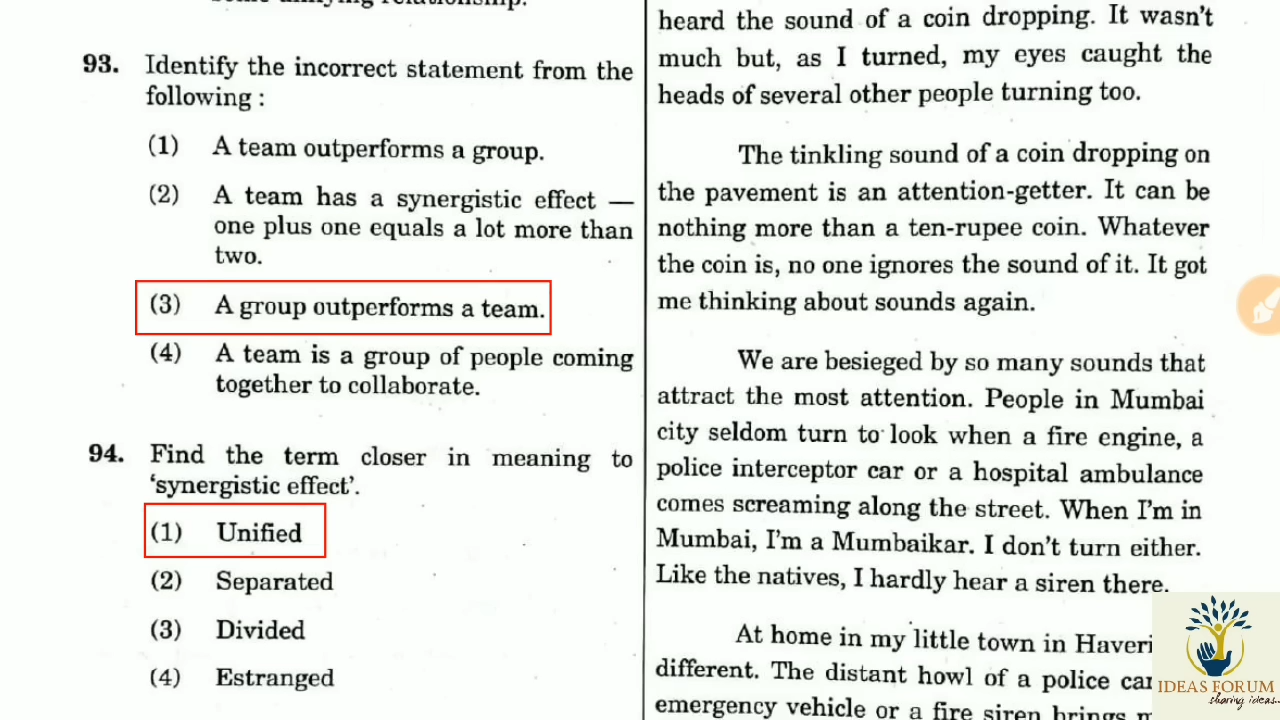 93. Identify the incorrect statement from the
following :
(1) A team outperforms a group.
(2) A team has a synergistic effect —
one plus one equals a lot more than
two.
(3) A group outperforms a team.
(4) A team is a group of people coming
together to collaborate.
94. Find the term closer in meaning to
‘synergistic effect’.
(1) Unified
(2) Separated
(3) Divided
(4) Estranged
heard the sound of a coin dropping. It wasn't
much but, as I turned, my eyes caught the
heads of several other people turning too.
The tinkling sound of a coin dropping on
the pavement is an attention-getter. It can be
nothing more than a ten-rupee coin. Whatever
the coin is, no one ignores the sound of it. It got
me thinking about sounds again.
We are besieged by so many sounds that
attract the most attention. People in Mumbai
city seldom turn to look when a fire engine, a
police interceptor car or a hospital ambulance
comes screaming along the street. When I'm in
Mumbai, I'm a Mumbaikar. I don't turn either.
Like the natives, I hardly hear a siren there.
At home in my little town in Haveri
different. The distant howl of a police car
emergency vehicle or a fire siren brings
IDEAS FORUM
sharing ideas..